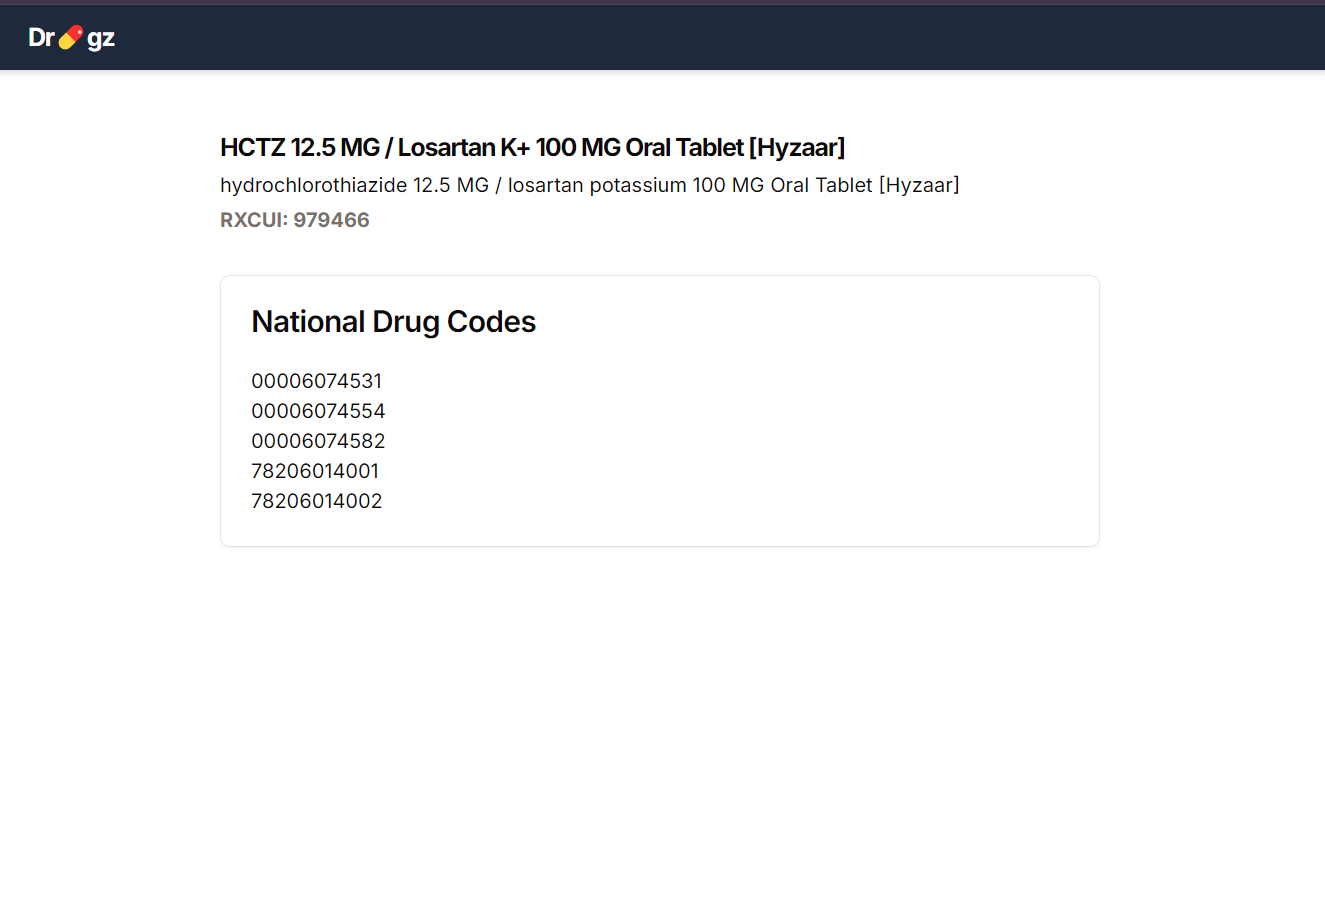 Dr💊gz
HCTZ 12.5 MG / Losartan K+ 100 MG Oral Tablet [Hyzaar]
hydrochlorothiazide 12.5 MG / losartan potassium 100 MG Oral Tablet [Hyzaar]
RXCUI: 979466
National Drug Codes
00006074531
00006074554
00006074582
78206014001
78206014002